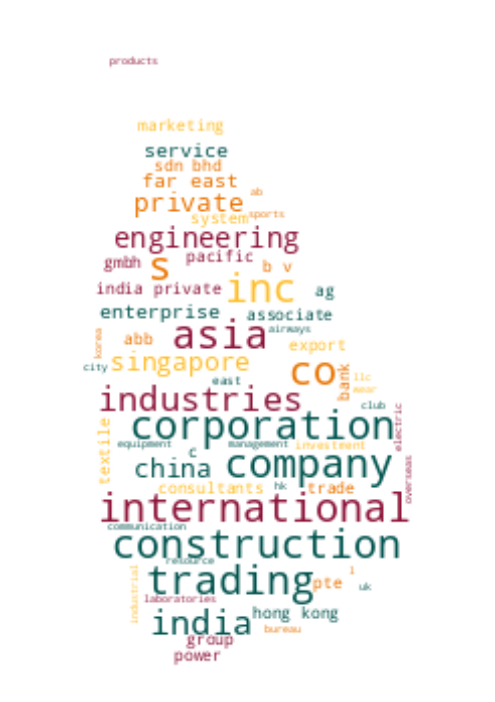 products
marketing
service
sdn bhd
far east
ab
private
system
sports
engineering
gmbh
s
pacific
b v
india private
inc
ag
enterprise
associate
asia
airways
korea
abb
export
city
singapore
east
co
bank
llc
wear
industries
club
corporation
electric
textile
equipment
c
management
investment
china
company
overseas
consultants
hk
trade
international
communication
construction
resource
trading
pte
l
uk
industrial
laboratories
india
hong kong
bureau
group
power